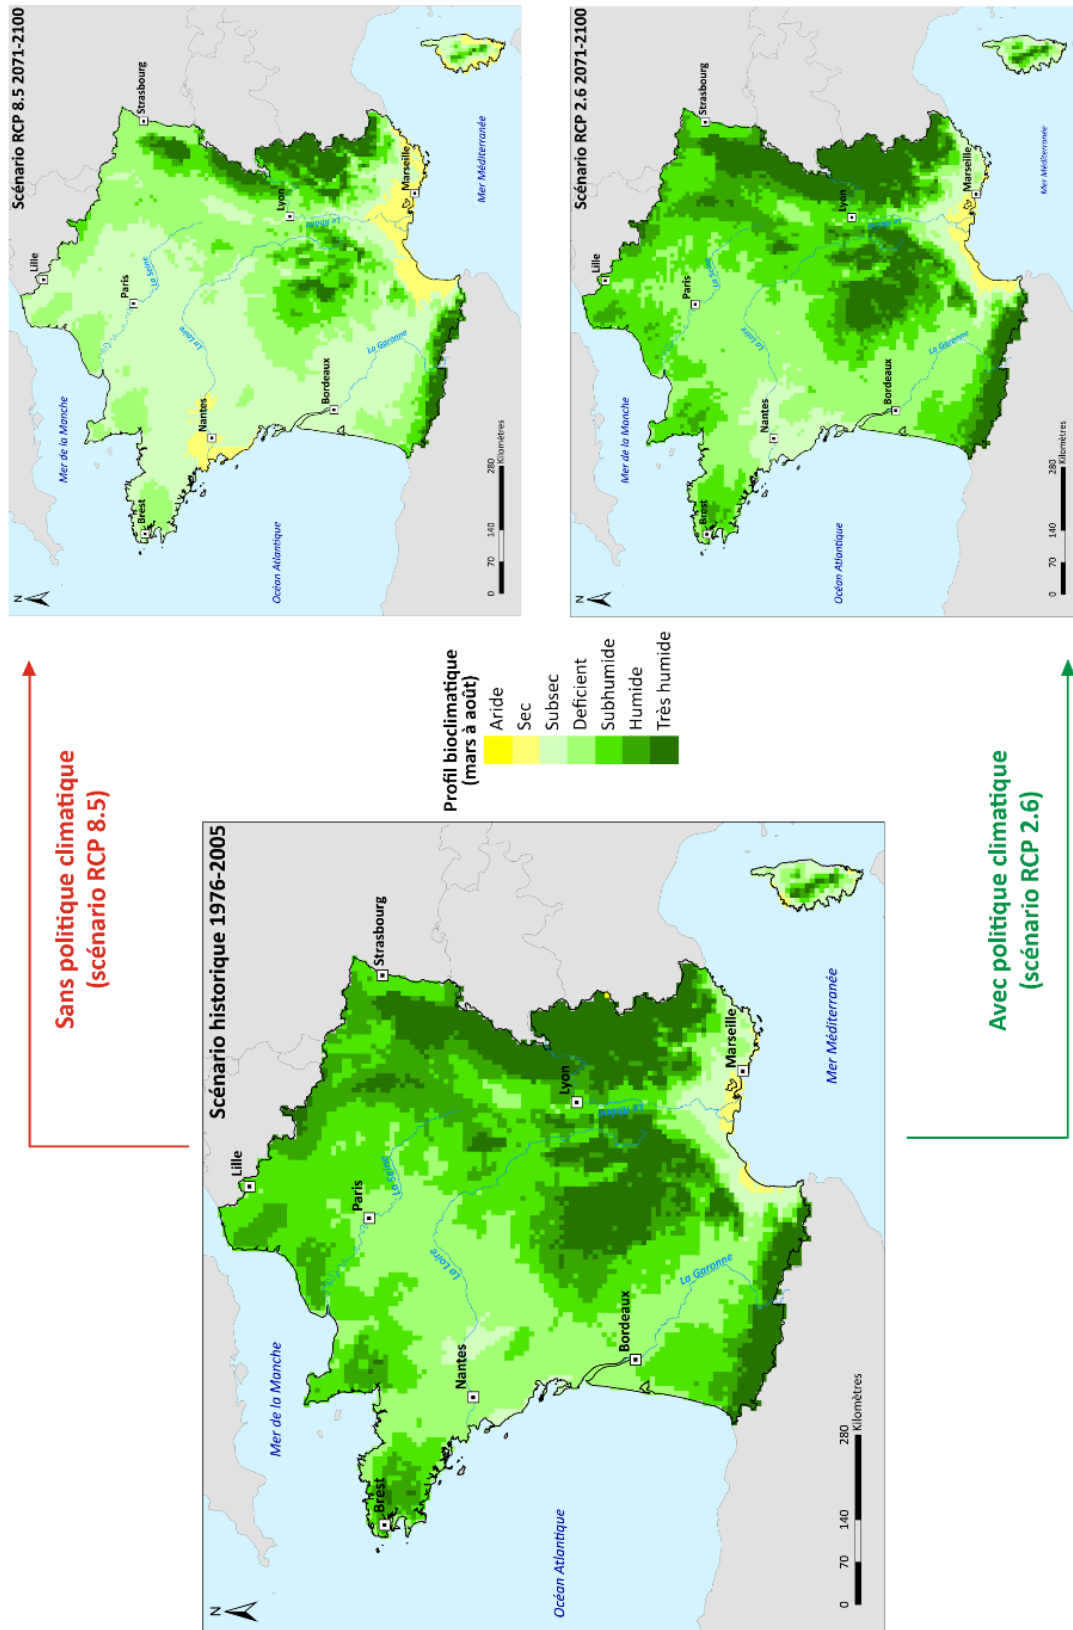 Sans politique climatique
(scénario RCP 8.5)
Scénario historique 1976-2005
N
Mer de la Manche
Océan Atlantique
Mer Méditerranée
Lille
Paris
Strasbourg
Brest
Nantes
Lyon
Bordeaux
Marseille
La Seine
La Loire
Le Rhône
La Garonne
0 70 140 280
Kilomètres
Profil bioclimatique
(mars à août)
Aride
Sec
Subsec
Deficient
Subhumide
Humide
Très humide
Avec politique climatique
(scénario RCP 2.6)
Scénario RCP 8.5 2071-2100
N
Mer de la Manche
Océan Atlantique
Mer Méditerranée
Lille
Paris
Strasbourg
Brest
Nantes
Lyon
Bordeaux
Marseille
La Seine
La Loire
Le Rhône
La Garonne
0 70 140 280
Kilomètres
Scénario RCP 2.6 2071-2100
N
Mer de la Manche
Océan Atlantique
Mer Méditerranée
Lille
Paris
Strasbourg
Brest
Nantes
Lyon
Bordeaux
Marseille
La Seine
La Loire
La Garonne
0 70 140 280
Kilomètres